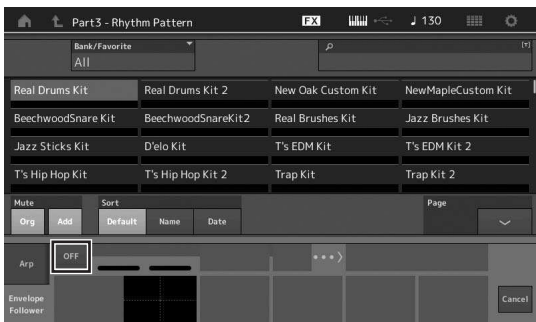 Part3 - Rhythm Pattern FX 130
Bank/Favorite
All
Real Drums Kit Real Drums Kit 2 New Oak Custom Kit NewMapleCustom Kit
BeechwoodSnare Kit BeechwoodSnareKit2 Real Brushes Kit Jazz Brushes Kit
Jazz Sticks Kit D'elo Kit T's EDM Kit T's EDM Kit 2
T's Hip Hop Kit T's Hip Hop Kit 2 Trap Kit Trap Kit 2
Mute Sort Page
Org Add Default Name Date
Arp OFF
Envelope
Follower
Cancel